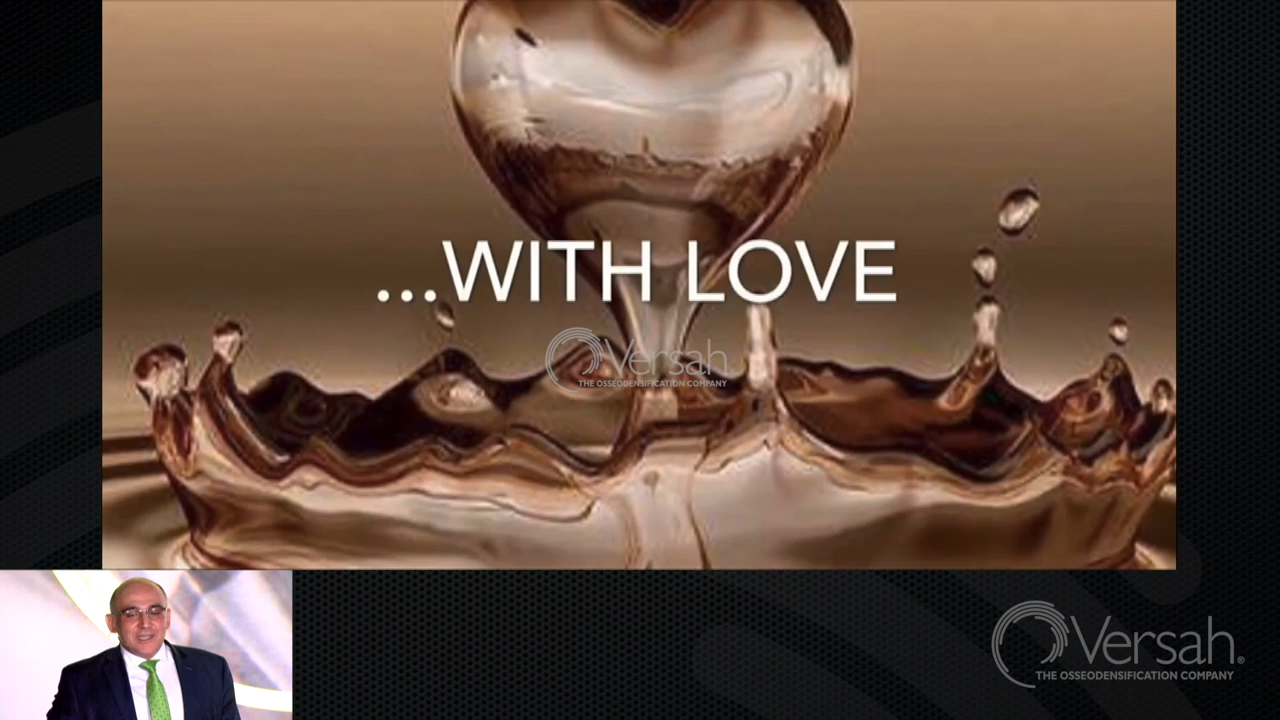 ...WITH LOVE
Versah
THE OSSEODENSIFICATION COMPANY
Versah®
THE OSSEODENSIFICATION COMPANY